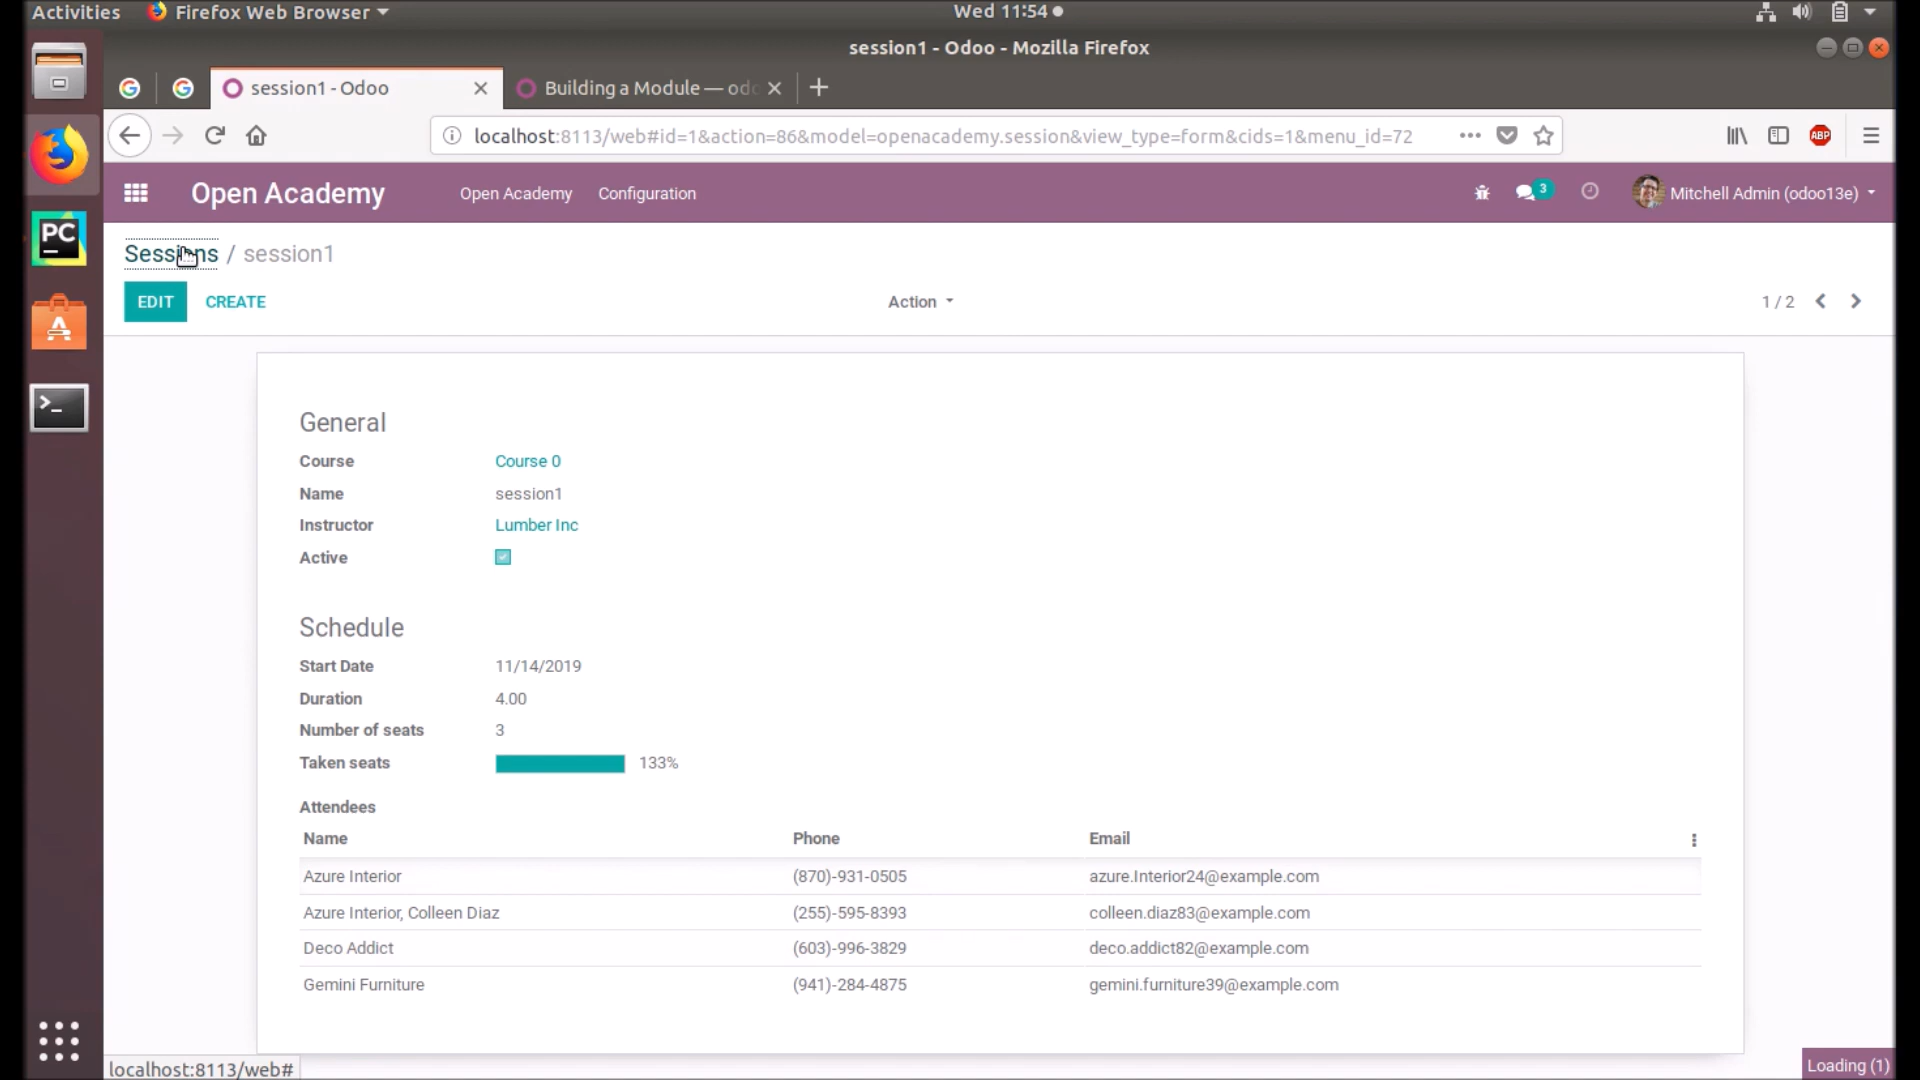 Activities Firefox Web Browser Wed 11:54
session1 - Odoo - Mozilla Firefox
session1 - Odoo Building a Module — odo
localhost:8113/web#id=1&action=86&model=openacademy.session&view_type=form&cids=1&menu_id=72 ABP
Open Academy Open Academy Configuration 3 Mitchell Admin (odoo13e)
Sessions / session1
EDIT CREATE Action 1 / 2
General
Course Course 0
Name session1
Instructor Lumber Inc
Active
Schedule
Start Date 11/14/2019
Duration 4.00
Number of seats 3
Taken seats 133%
Attendees
Name Phone Email
Azure Interior (870)-931-0505 azure.Interior24@example.com
Azure Interior, Colleen Diaz (255)-595-8393 colleen.diaz83@example.com
Deco Addict (603)-996-3829 deco.addict82@example.com
Gemini Furniture (941)-284-4875 gemini.furniture39@example.com
localhost:8113/web# Loading (1)
PC